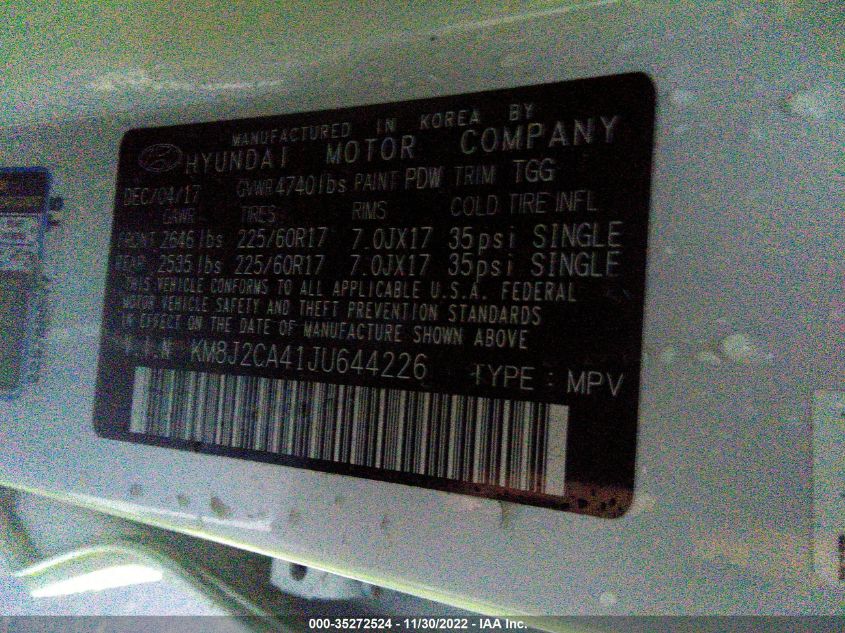 MANUFACTURED IN KOREA BY
HYUNDAI MOTOR COMPANY
DEC/04/17 GVWR 4740lbs PAINT PDW TRIM TGG
GAWR TIRES RIMS COLD TIRE INFL
FRONT 2646lbs 225/60R17 7.0JX17 35psi SINGLE
REAR 2535lbs 225/60R17 7.0JX17 35psi SINGLE
THIS VEHICLE CONFORMS TO ALL APPLICABLE U.S.A. FEDERAL
MOTOR VEHICLE SAFETY AND THEFT PREVENTION STANDARDS
IN EFFECT ON THE DATE OF MANUFACTURE SHOWN ABOVE
V.I.N KM8J2CA41JU644226 TYPE : MPV
000-35272524 - 11/30/2022 - IAA Inc.